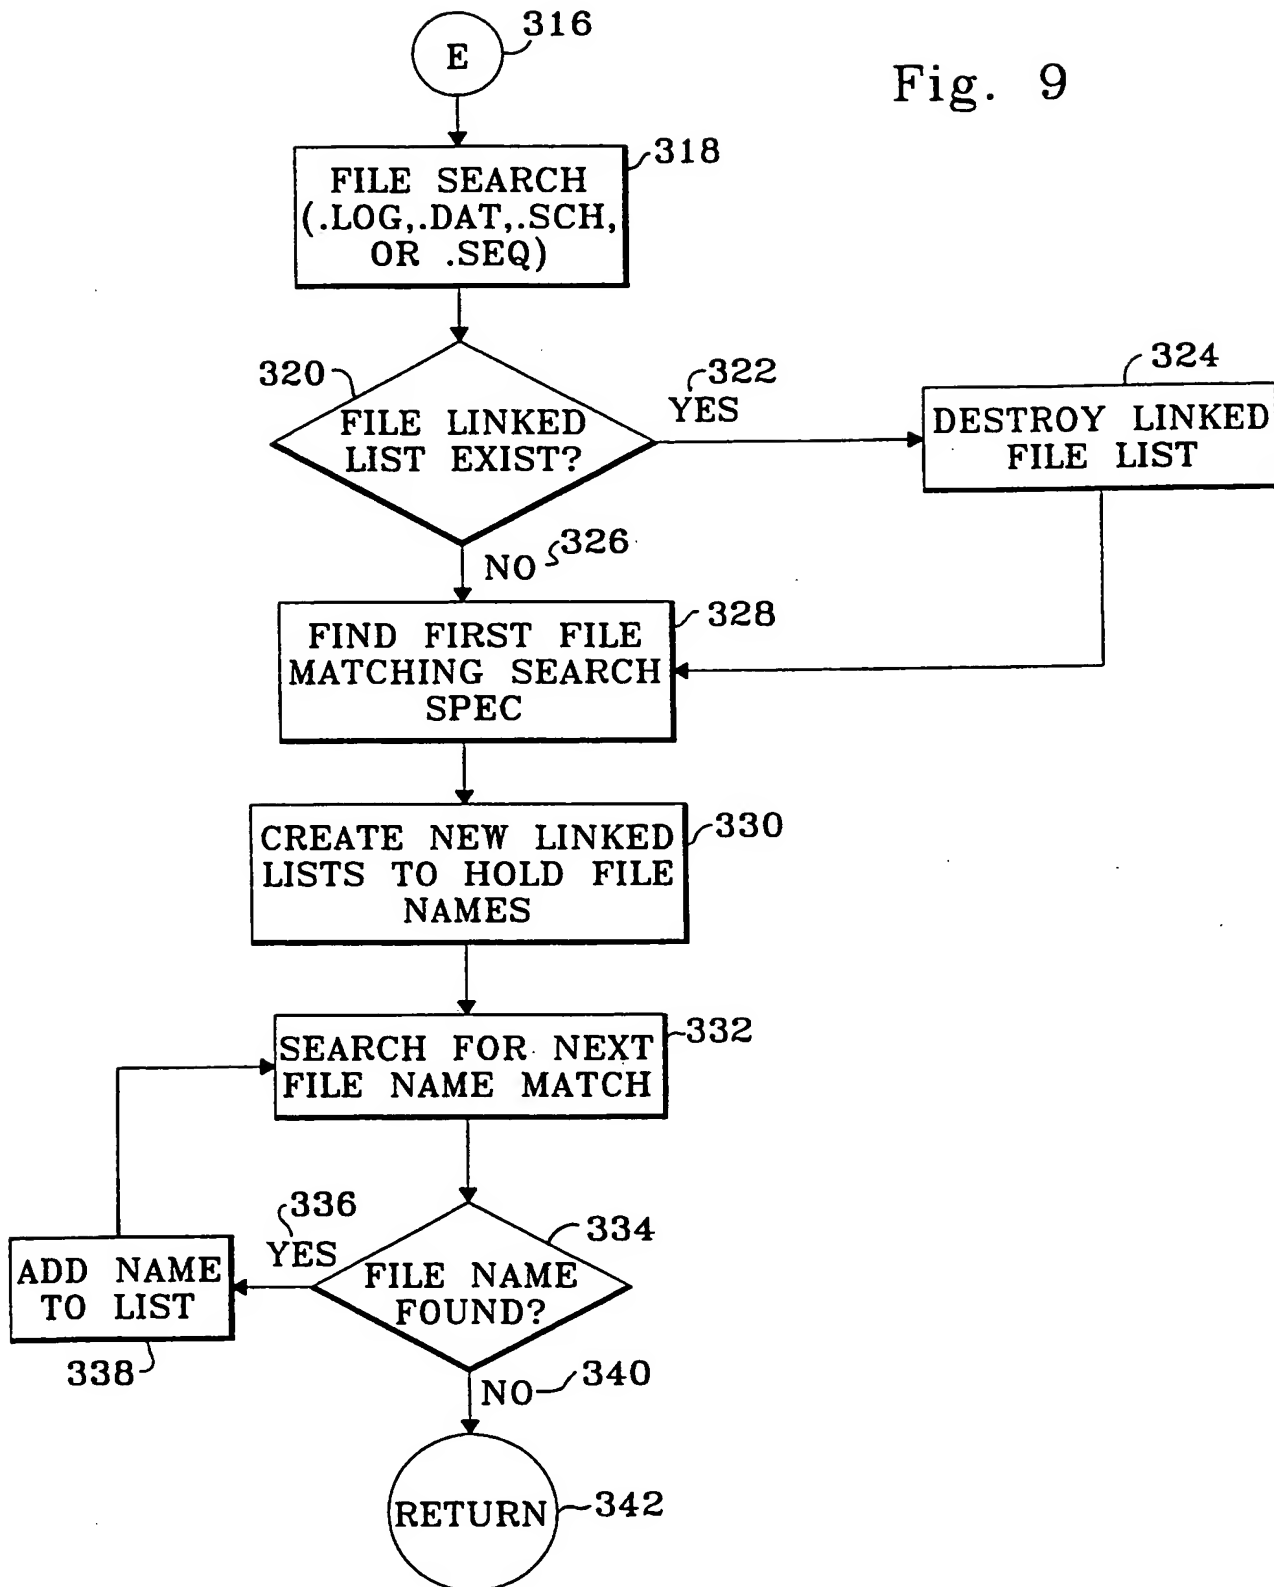 316
E
Fig. 9
318
FILE SEARCH
(.LOG,.DAT,.SCH,
OR .SEQ)
320
FILE LINKED
LIST EXIST?
322
YES
324
DESTROY LINKED
FILE LIST
NO 326
328
FIND FIRST FILE
MATCHING SEARCH
SPEC
330
CREATE NEW LINKED
LISTS TO HOLD FILE
NAMES
332
SEARCH FOR NEXT
FILE NAME MATCH
334
FILE NAME
FOUND?
336
YES
ADD NAME
TO LIST
338
NO 340
RETURN
342